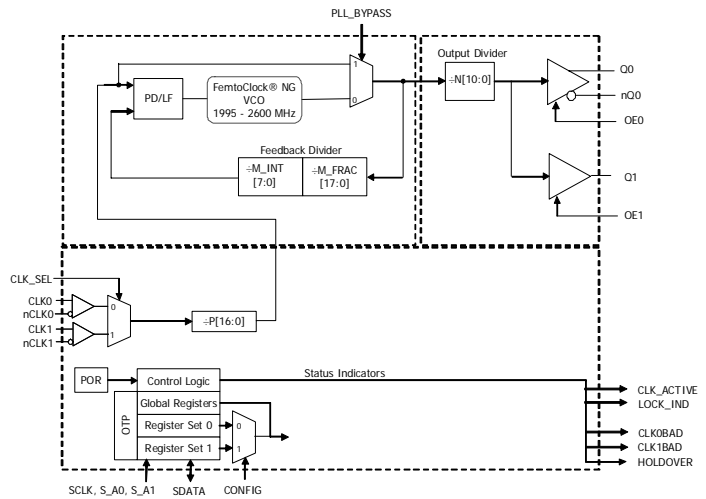 PLL_BYPASS
Output Divider
1
0
PD/LF
FemtoClock® NG
VCO
1995 - 2600 MHz
÷N[10:0]
Q0
nQ0
OE0
Feedback Divider
÷M_INT
[7:0]
÷M_FRAC
[17:0]
Q1
OE1
CLK_SEL
CLK0
nCLK0
CLK1
nCLK1
0
1
÷P[16:0]
POR
Control Logic
Status Indicators
OTP
Global Registers
Register Set 0
Register Set 1
0
1
CLK_ACTIVE
LOCK_IND
CLK0BAD
CLK1BAD
HOLDOVER
SCLK, S_A0, S_A1
SDATA
CONFIG